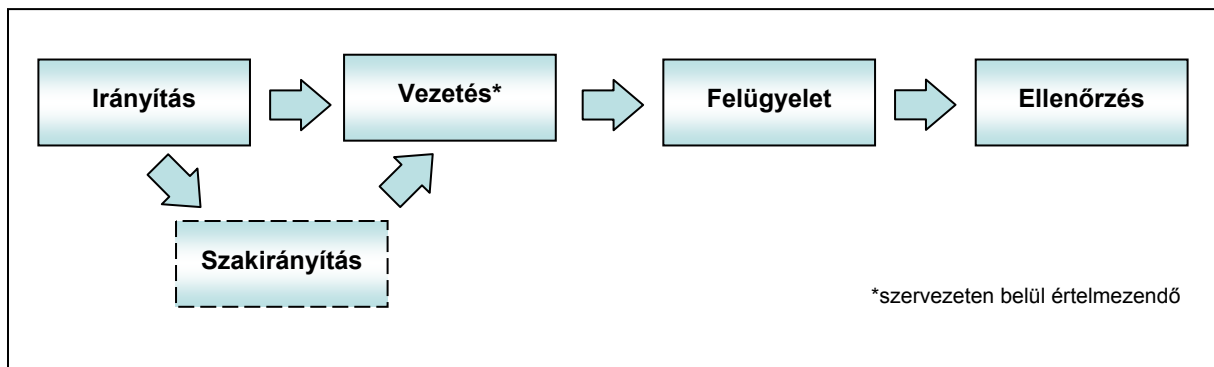 Irányítás
Vezetés*
Felügyelet
Ellenőrzés
Szakirányítás
*szervezeten belül értelmezendő